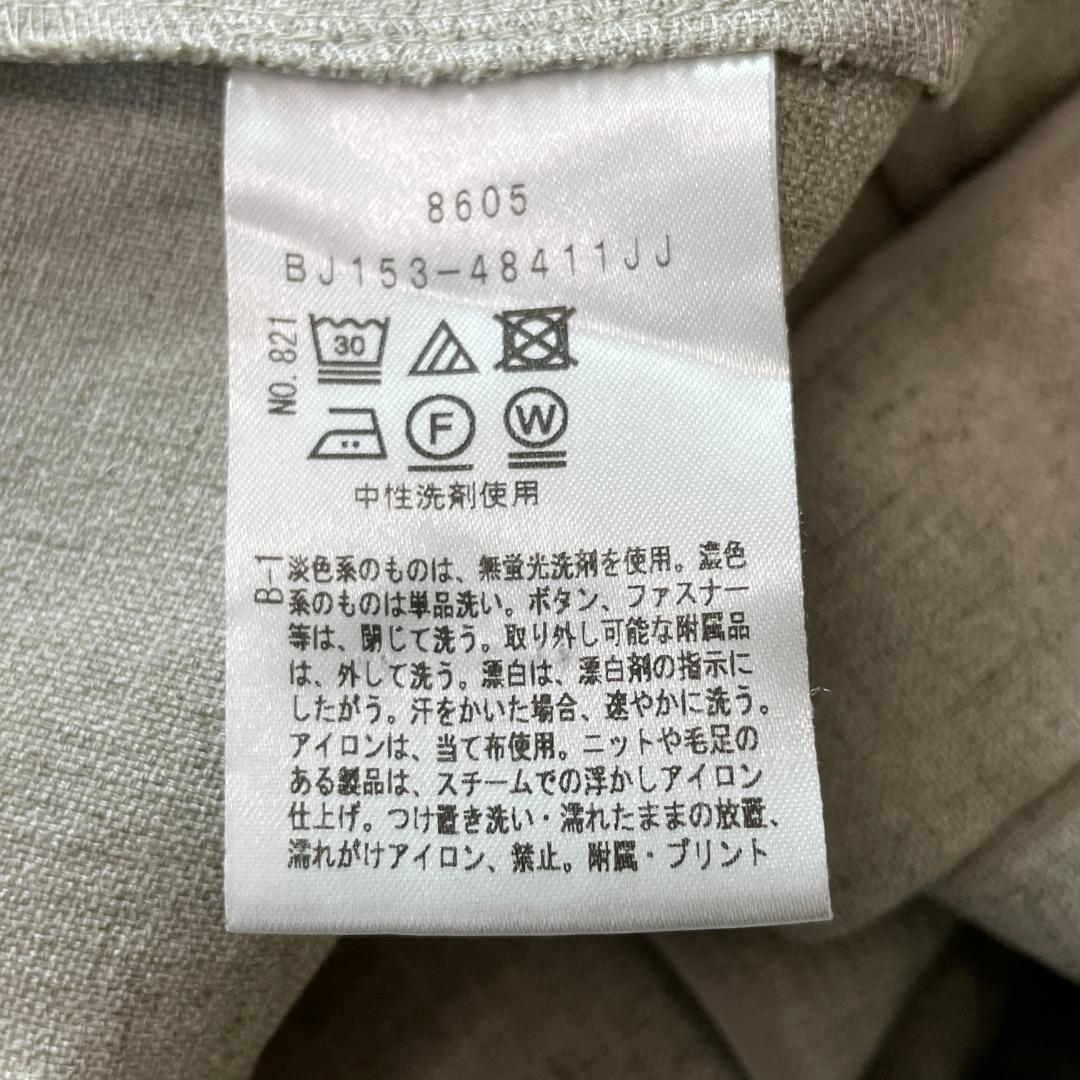 8605
BJ153-48411JJ
NO.821
30
F
W
中性洗剤使用
B-1
淡色系のものは、無蛍光洗剤を使用。濃色
系のものは単品洗い。ボタン、ファスナー
等は、閉じて洗う。取り外し可能な附属品
は、外して洗う。漂白は、漂白剤の指示に
したがう。汗をかいた場合、速やかに洗う。
アイロンは、当て布使用。ニットや毛足の
ある製品は、スチームでの浮かしアイロン
仕上げ。つけ置き洗い・濡れたままの放置、
濡れがけアイロン、禁止。附属・プリント